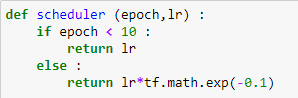 def scheduler (epoch,lr) :
    if epoch < 10 :
        return lr
    else :
        return lr*tf.math.exp(-0.1)